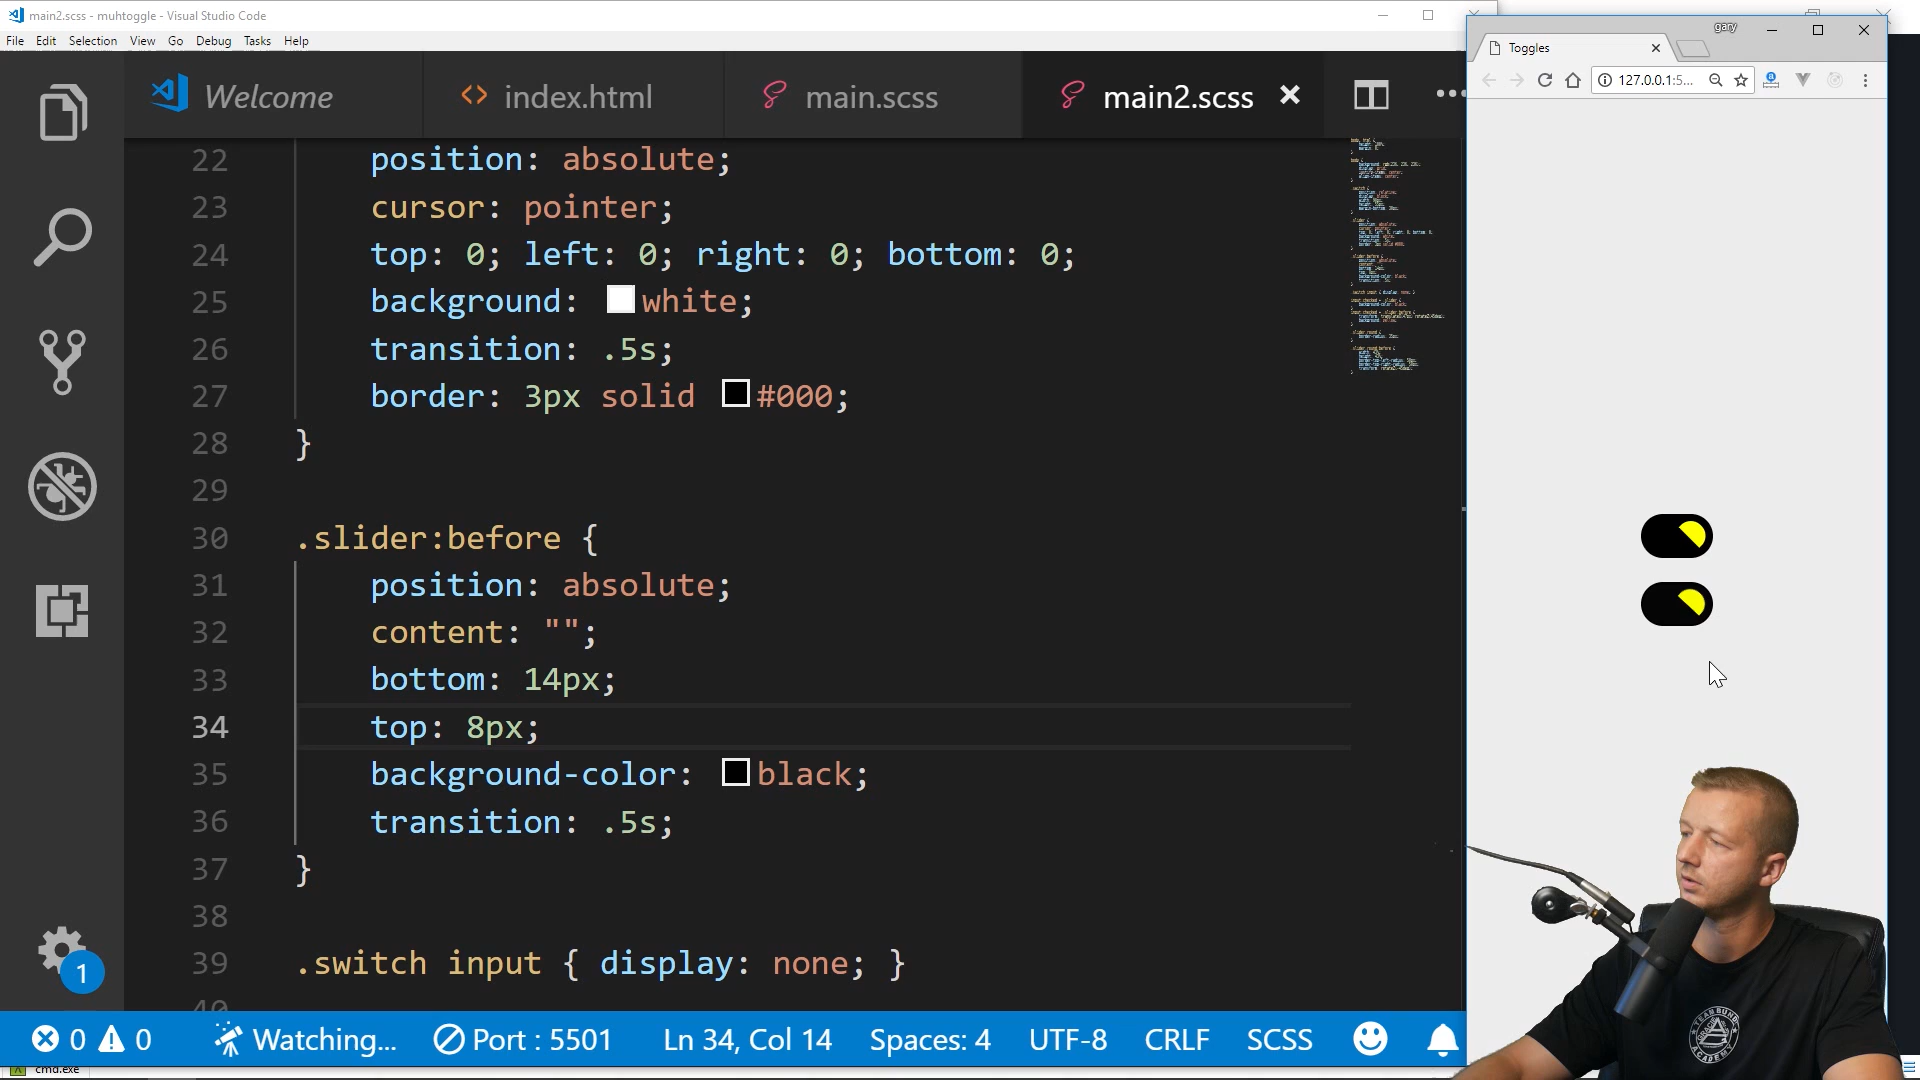 main2.scss - muhtoggle - Visual Studio Code
File Edit Selection View Go Debug Tasks Help
gary
Toggles
127.0.0.1:5...
Welcome
index.html
main.scss
main2.scss
22 position: absolute;
23 cursor: pointer;
24 top: 0; left: 0; right: 0; bottom: 0;
25 background: white;
26 transition: .5s;
27 border: 3px solid #000;
28 }
29
30 .slider:before {
31 position: absolute;
32 content: "";
33 bottom: 14px;
34 top: 8px;
35 background-color: black;
36 transition: .5s;
37 }
38
39 .switch input { display: none; }
40
1
0 0 Watching... Port : 5501 Ln 34, Col 14 Spaces: 4 UTF-8 CRLF SCSS
cmd.exe